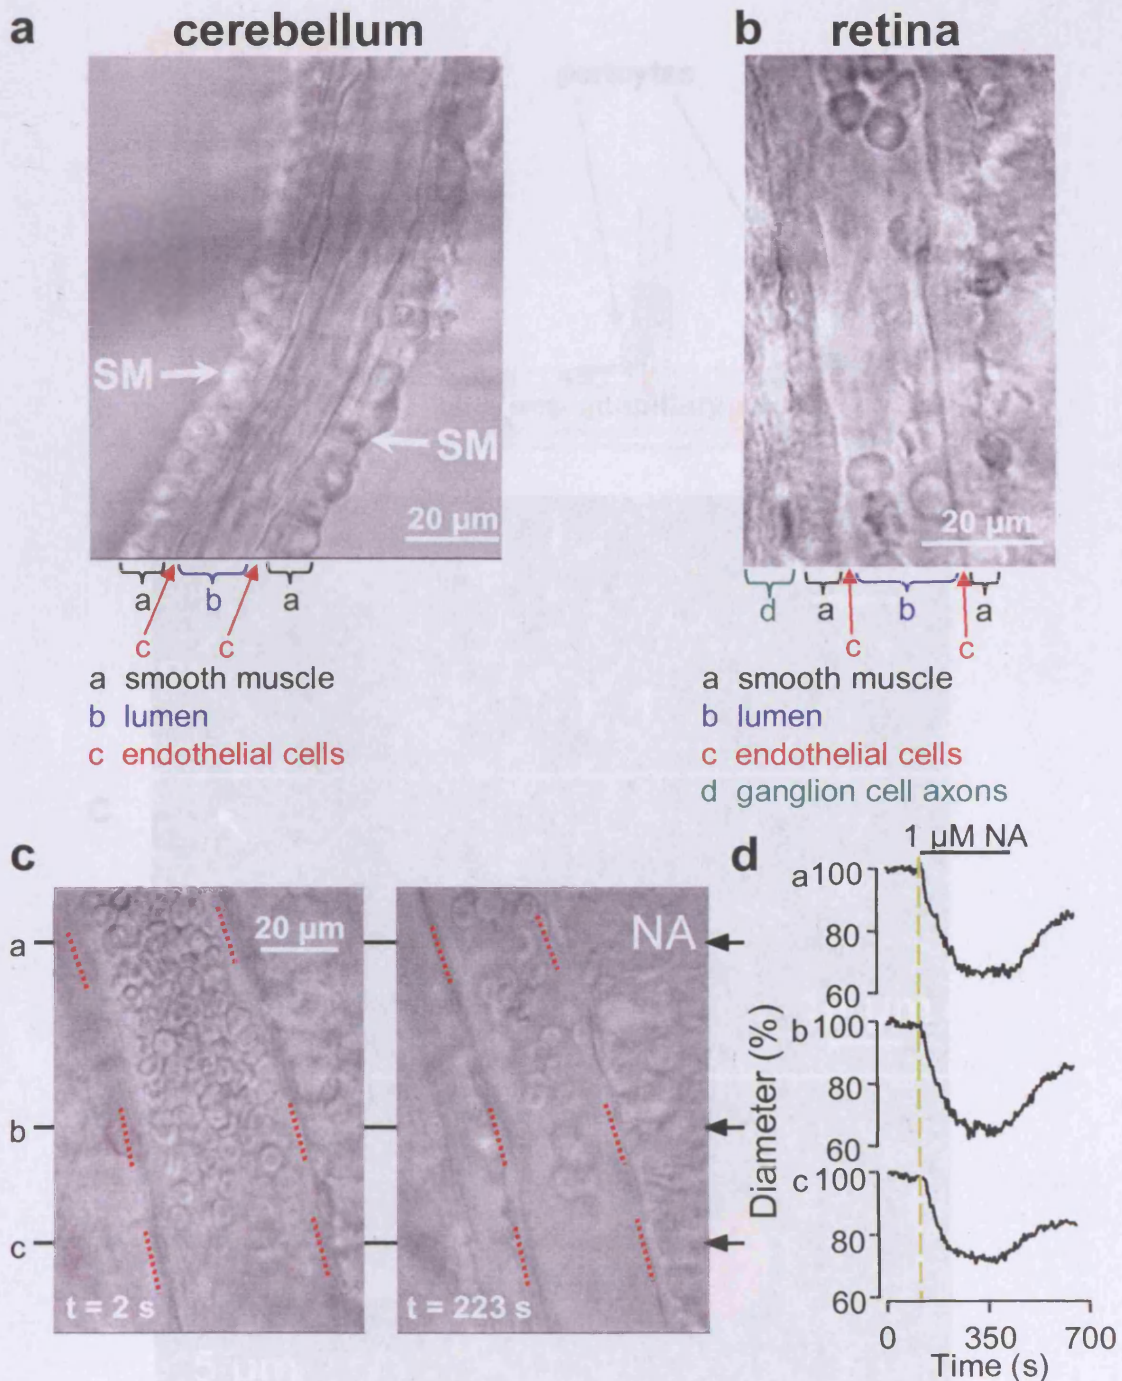 a cerebellum
SM
SM
20 µm
a b a
c c
a smooth muscle
b lumen
c endothelial cells
b retina
20 µm
d a b a
c c
a smooth muscle
b lumen
c endothelial cells
d ganglion cell axons
c
20 µm
NA
a
b
c
t = 2 s
t = 223 s
d
1 µM NA
a 100
80
60
b 100
80
60
c 100
80
60
Diameter (%)
0 350 700
Time (s)